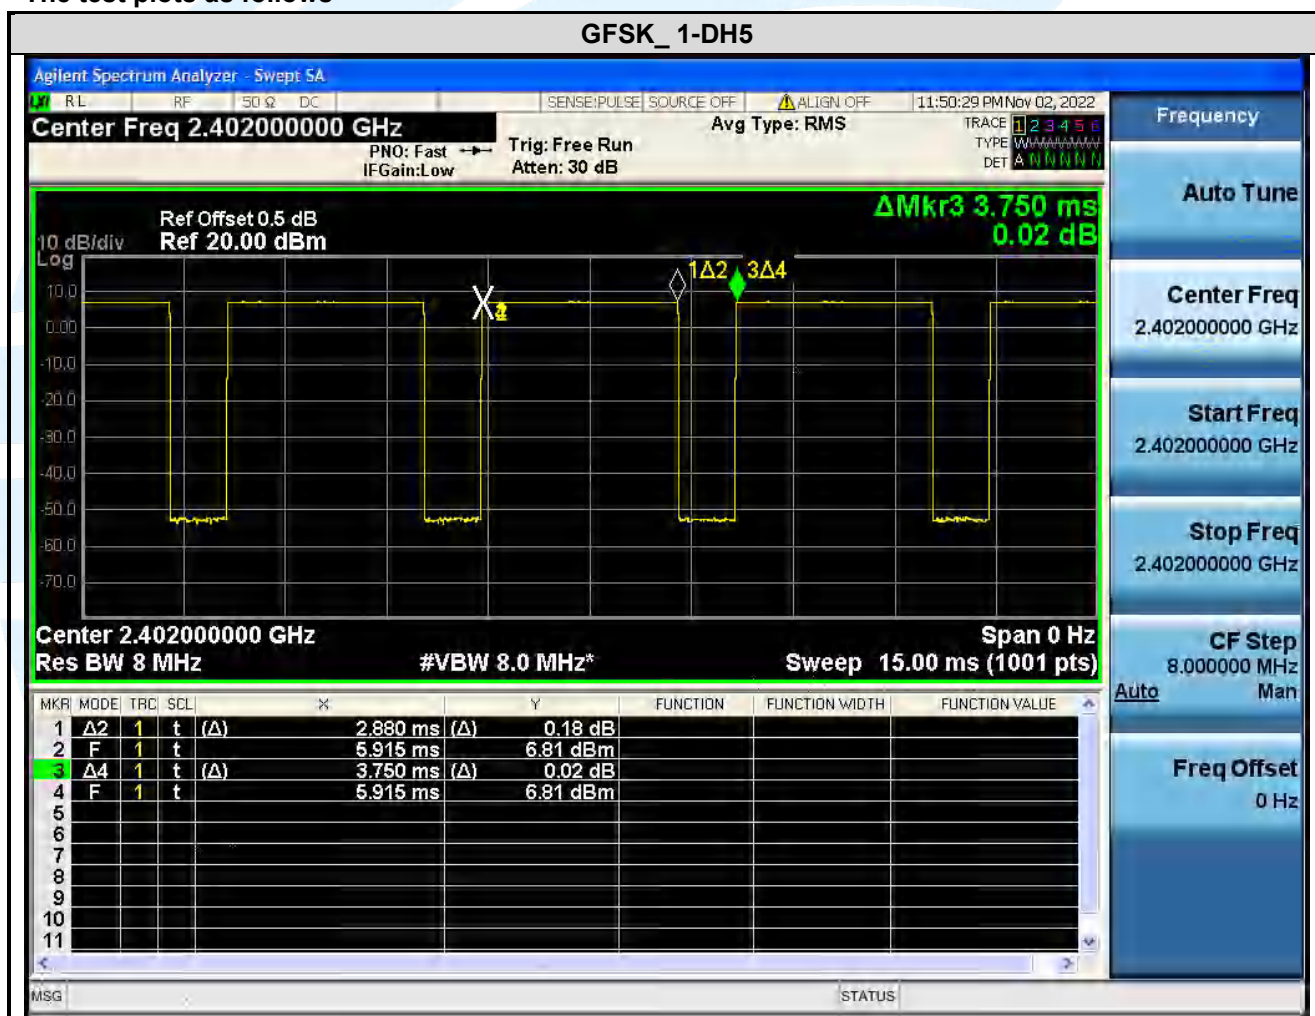 The test plots as follows
GFSK_ 1-DH5
Agilent Spectrum Analyzer - Swept SA
LXI RL RF 50 Ω DC SENSE:PULSE SOURCE OFF ALIGN OFF 11:50:29 PM Nov 02, 2022
Center Freq 2.402000000 GHz
PNO: Fast
IFGain:Low
Trig: Free Run
Atten: 30 dB
Avg Type: RMS
TRACE 1 2 3 4 5 6
TYPE WWWWWW
DET A N N N N N
ΔMkr3 3.750 ms
0.02 dB
Ref Offset 0.5 dB
10 dB/div Ref 20.00 dBm
Log
10.0
0.00
-10.0
-20.0
-30.0
-40.0
-50.0
-60.0
-70.0
1Δ2
3Δ4
Center 2.402000000 GHz Span 0 Hz
Res BW 8 MHz #VBW 8.0 MHz* Sweep 15.00 ms (1001 pts)
MKR MODE TRC SCL X Y FUNCTION FUNCTION WIDTH FUNCTION VALUE
1 Δ2 1 t (Δ) 2.880 ms (Δ) 0.18 dB
2 F 1 t 5.915 ms 6.81 dBm
3 Δ4 1 t (Δ) 3.750 ms (Δ) 0.02 dB
4 F 1 t 5.915 ms 6.81 dBm
5
6
7
8
9
10
11
MSG STATUS
Frequency
Auto Tune
Center Freq
2.402000000 GHz
Start Freq
2.402000000 GHz
Stop Freq
2.402000000 GHz
CF Step
8.000000 MHz
Auto Man
Freq Offset
0 Hz